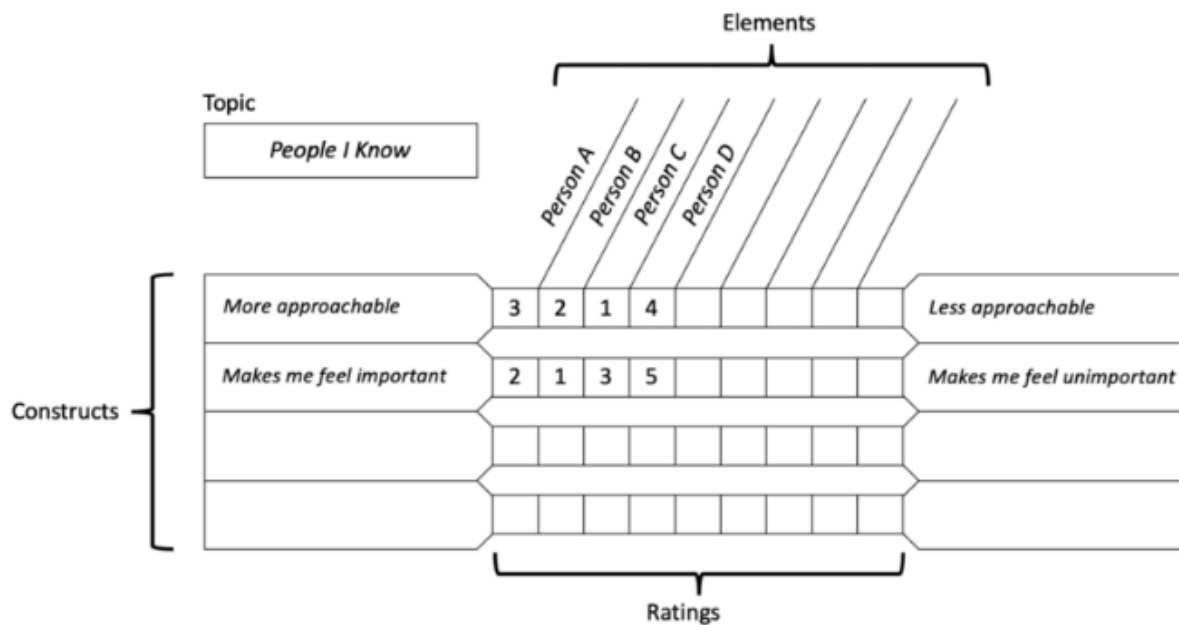 Elements
Topic
People I Know
Person A
Person B
Person C
Person D
Constructs
More approachable 3 2 1 4 Less approachable
Makes me feel important 2 1 3 5 Makes me feel unimportant
Ratings